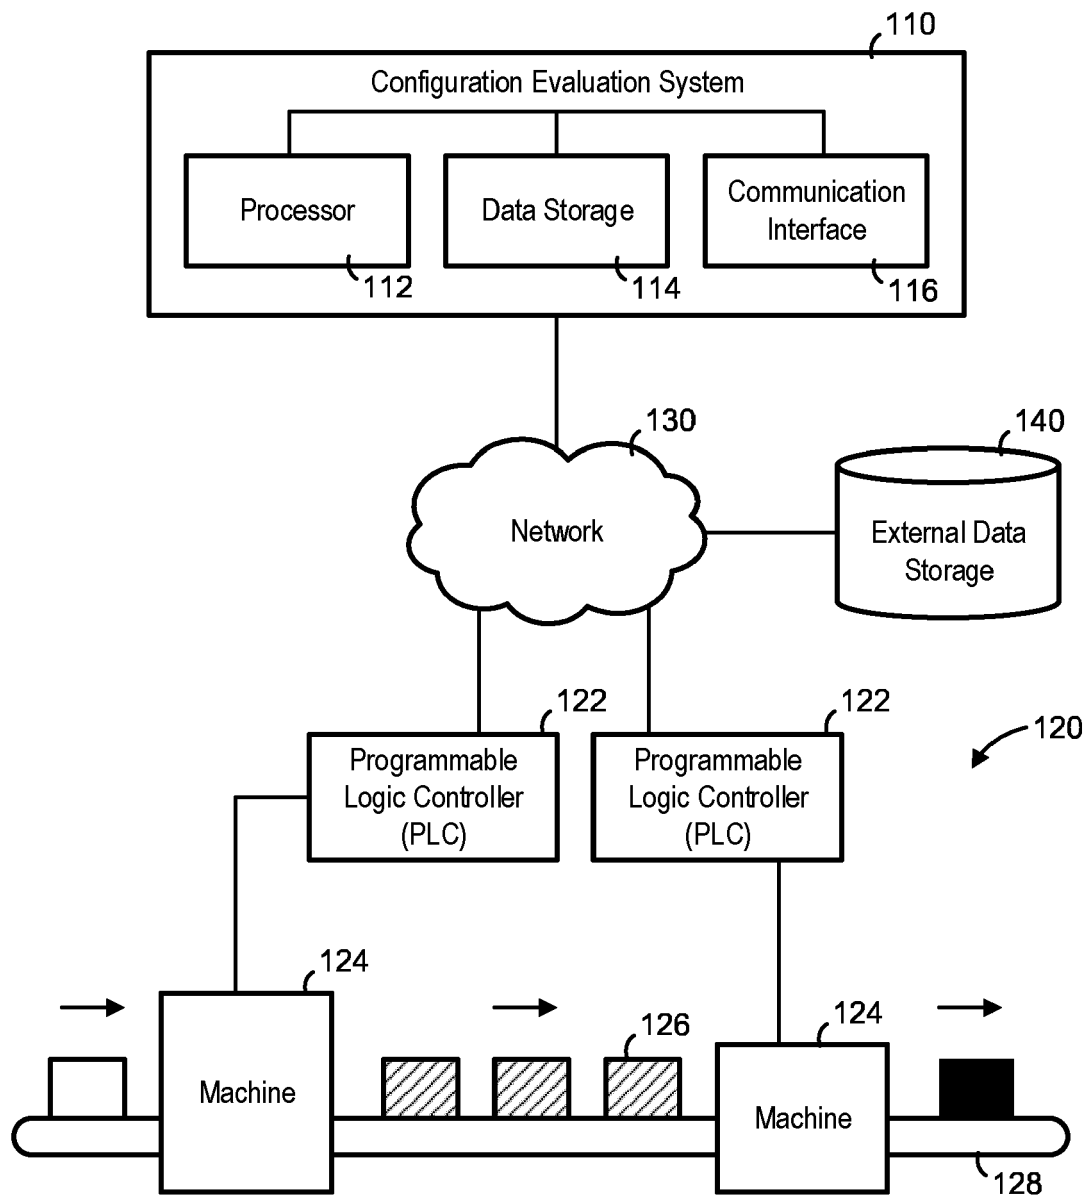 110
Configuration Evaluation System
Processor
Data Storage
Communication
Interface
112
114
116
130
140
Network
External Data
Storage
122
122
120
Programmable
Logic Controller
(PLC)
Programmable
Logic Controller
(PLC)
124
126
124
Machine
Machine
128